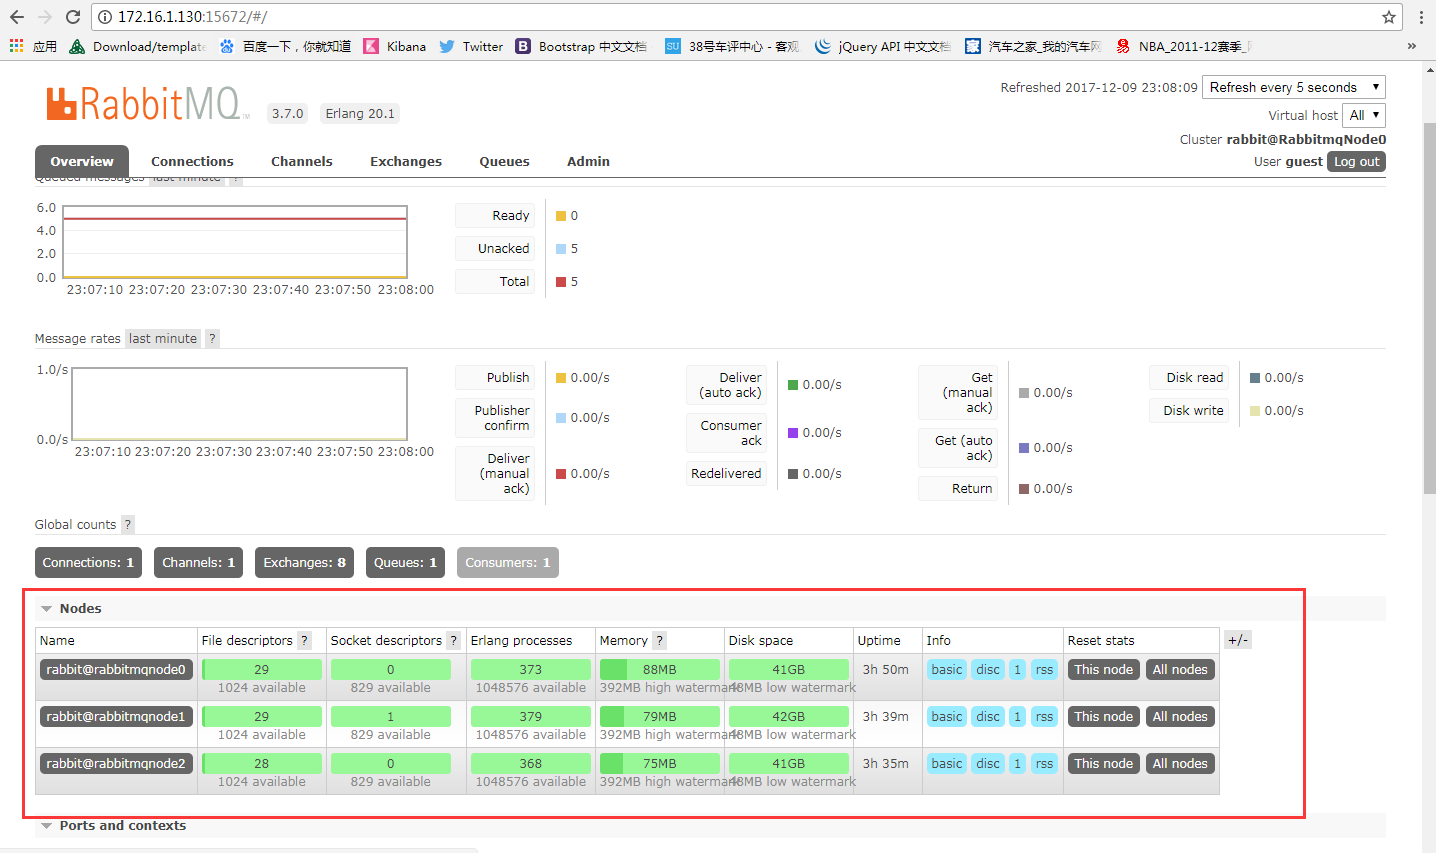 172.16.1.130:15672/#/
应用 Download/template 百度一下，你就知道 Kibana Twitter Bootstrap 中文文档 38号车评中心 - 客观 jQuery API 中文文档 汽车之家_我的汽车网 NBA_2011-12赛季_ »
RabbitMQ TM 3.7.0 Erlang 20.1
Refreshed 2017-12-09 23:08:09 Refresh every 5 seconds
Virtual host All
Cluster rabbit@RabbitmqNode0
User guest Log out
Overview Connections Channels Exchanges Queues Admin
Queued messages last minute ?
6.0
4.0
2.0
0.0
23:07:10 23:07:20 23:07:30 23:07:40 23:07:50 23:08:00
Ready 0
Unacked 5
Total 5
Message rates last minute ?
1.0/s
0.0/s
23:07:10 23:07:20 23:07:30 23:07:40 23:07:50 23:08:00
Publish 0.00/s
Publisher
confirm 0.00/s
Deliver
(manual
ack) 0.00/s
Deliver
(auto ack) 0.00/s
Consumer
ack 0.00/s
Redelivered 0.00/s
Get
(manual
ack) 0.00/s
Get (auto
ack) 0.00/s
Return 0.00/s
Disk read 0.00/s
Disk write 0.00/s
Global counts ?
Connections: 1 Channels: 1 Exchanges: 8 Queues: 1 Consumers: 1
Nodes
Name File descriptors ? Socket descriptors ? Erlang processes Memory ? Disk space Uptime Info Reset stats +/-
rabbit@rabbitmqnode0 29 0 373 88MB 41GB 3h 50m basic disc 1 rss This node All nodes
1024 available 829 available 1048576 available 392MB high watermark 48MB low watermark
rabbit@rabbitmqnode1 29 1 379 79MB 42GB 3h 39m basic disc 1 rss This node All nodes
1024 available 829 available 1048576 available 392MB high watermark 48MB low watermark
rabbit@rabbitmqnode2 28 0 368 75MB 41GB 3h 35m basic disc 1 rss This node All nodes
1024 available 829 available 1048576 available 392MB high watermark 48MB low watermark
Ports and contexts